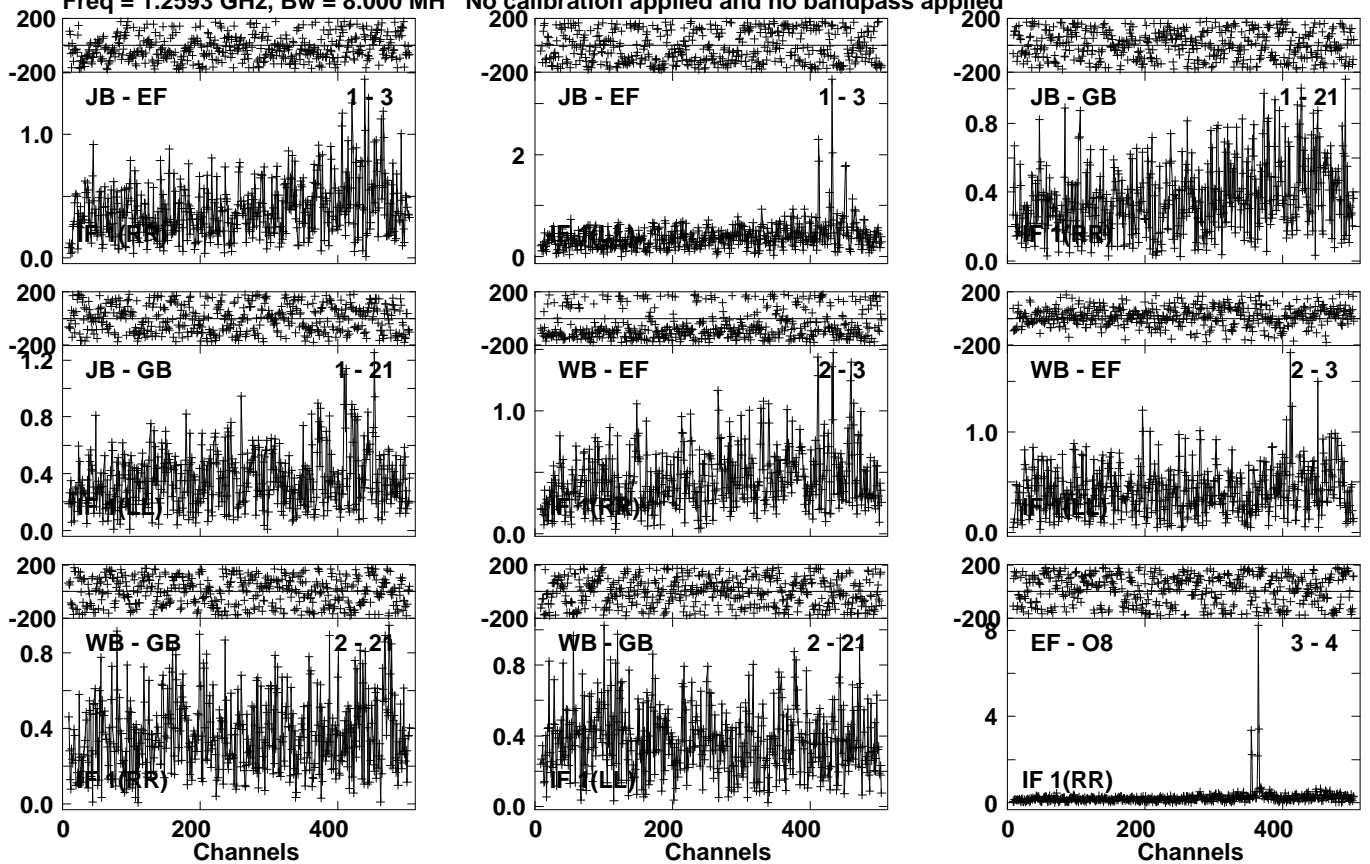 Freq = 1.2593 GHz, Bw = 8.000 MH No calibration applied and no bandpass applied
200 200 200
-200 -200 -200
JB - EF 1 - 3 JB - EF 1 - 3 JB - GB 1 - 21
1.0 2 0.8
0.4
IF 1(RR) IF 1(LL) IF 1(RR)
0.0 0 0.0
200 200 200
-200 -200 -200
1.2
JB - GB 1 - 21 WB - EF 2 - 3 WB - EF 2 - 3
0.8 1.0 1.0
0.4
IF 1(LL) IF 1(RR) IF 1(LL)
0.0 0.0 0.0
200 200 200
-200 -200 -200
8
WB - GB 2 - 21 WB - GB 2 - 21 EF - O8 3 - 4
0.8 0.8
0.4 0.4 4
IF 1(RR) IF 1(LL) IF 1(RR)
0.0 0.0 0
0 200 400 0 200 400 0 200 400
Channels Channels Channels